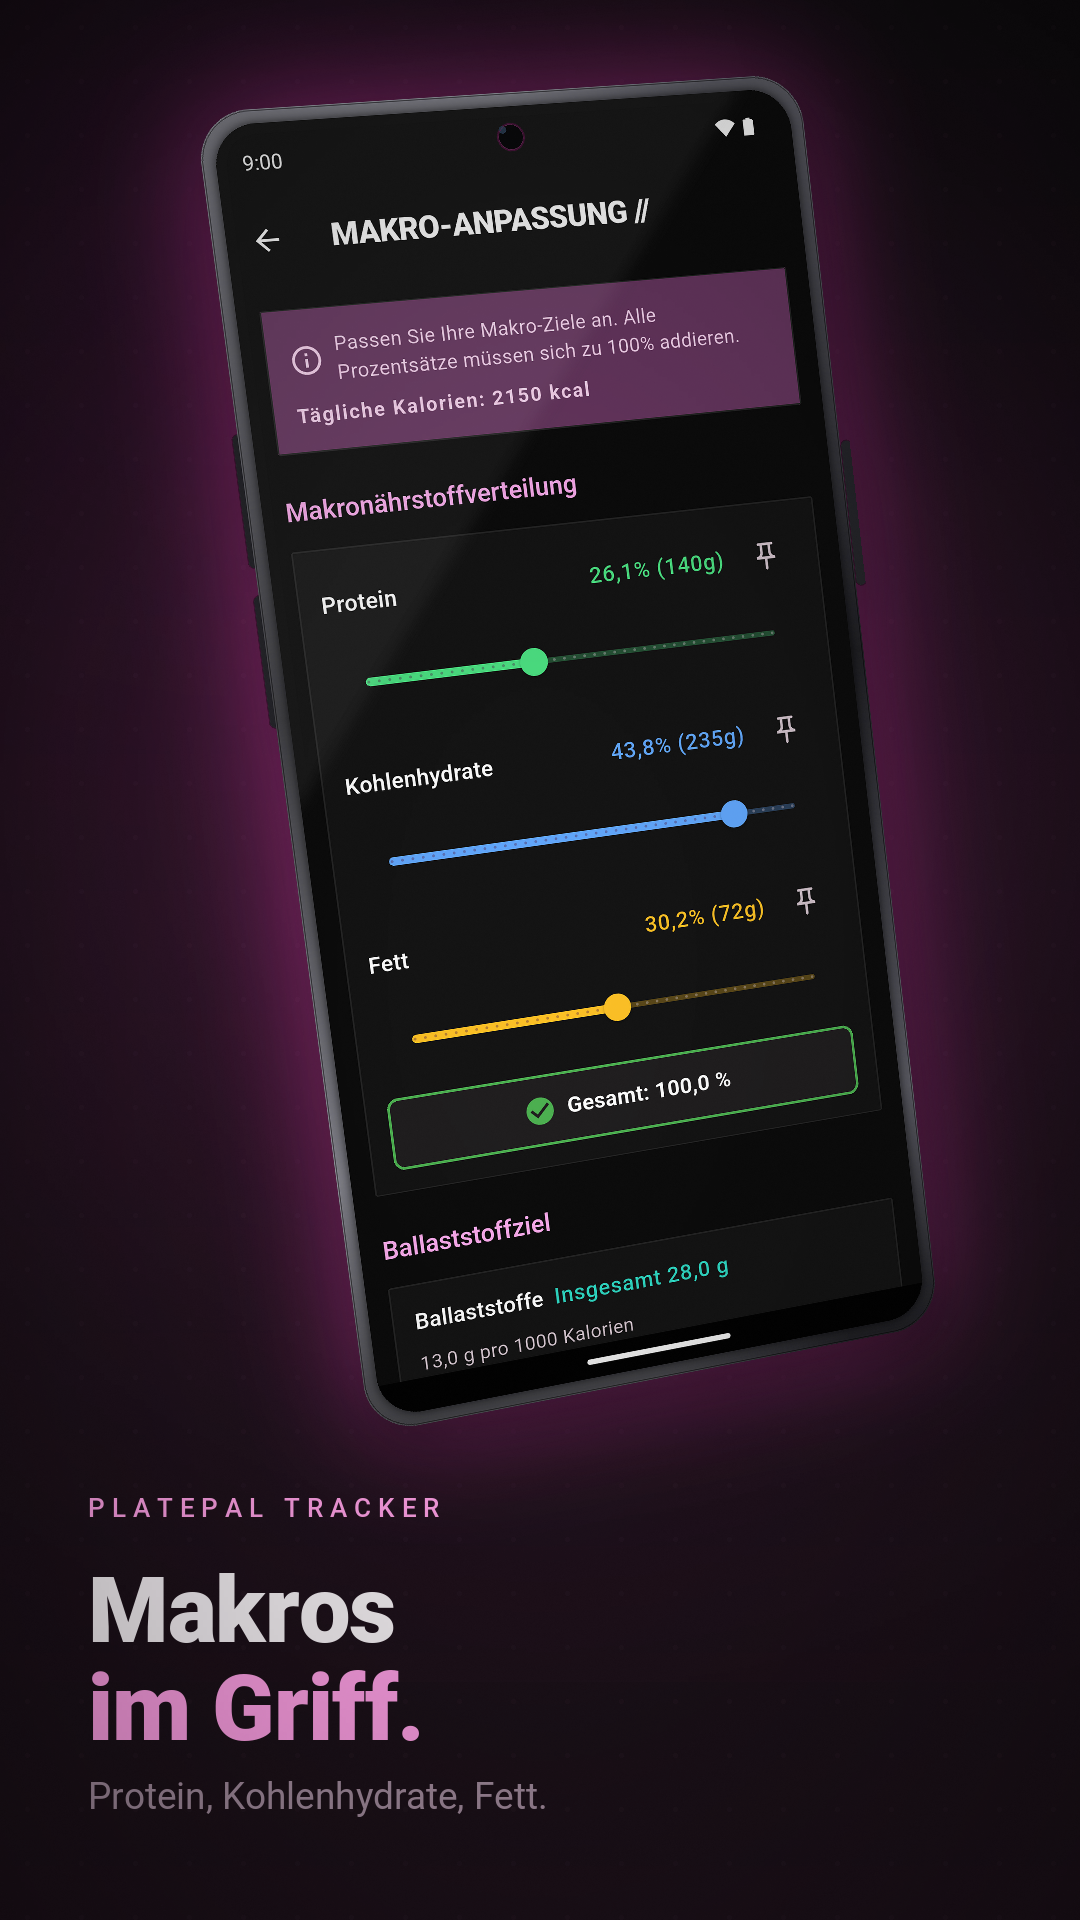 9:00
MAKRO-ANPASSUNG //
Passen Sie Ihre Makro-Ziele an. Alle
Prozentsätze müssen sich zu 100% addieren.
Tägliche Kalorien: 2150 kcal
Makronährstoffverteilung
Protein 26,1% (140g)
Kohlenhydrate 43,8% (235g)
Fett 30,2% (72g)
Gesamt: 100,0 %
Ballaststoffziel
Ballaststoffe Insgesamt 28,0 g
13,0 g pro 1000 Kalorien
PLATEPAL TRACKER
Makros
im Griff.
Protein, Kohlenhydrate, Fett.